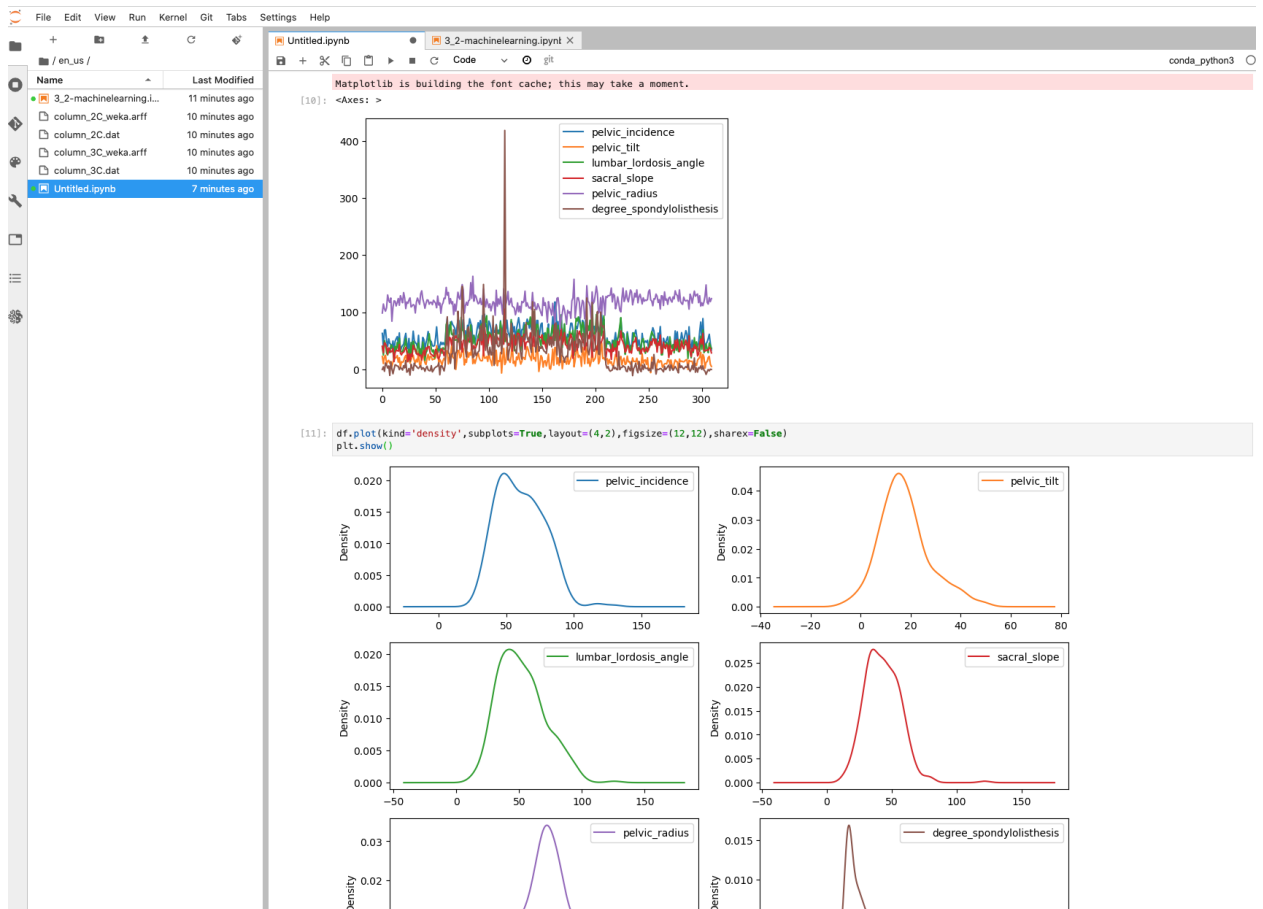 File Edit View Run Kernel Git Tabs Settings Help
/ en_us /
Name Last Modified
3_2-machinelearning.i... 11 minutes ago
column_2C_weka.arff 10 minutes ago
column_2C.dat 10 minutes ago
column_3C_weka.arff 10 minutes ago
column_3C.dat 10 minutes ago
Untitled.ipynb 7 minutes ago
Untitled.ipynb
3_2-machinelearning.ipynb
Code
git
conda_python3
Matplotlib is building the font cache; this may take a moment.
[10]: <Axes: >
400
300
200
100
0
0 50 100 150 200 250 300
pelvic_incidence
pelvic_tilt
lumbar_lordosis_angle
sacral_slope
pelvic_radius
degree_spondylolisthesis
[11]: df.plot(kind='density',subplots=True,layout=(4,2),figsize=(12,12),sharex=False)
plt.show()
pelvic_incidence
Density
0.020
0.015
0.010
0.005
0.000
0 50 100 150
pelvic_tilt
Density
0.04
0.03
0.02
0.01
0.00
−40 −20 0 20 40 60 80
lumbar_lordosis_angle
Density
0.020
0.015
0.010
0.005
0.000
−50 0 50 100 150
sacral_slope
Density
0.025
0.020
0.015
0.010
0.005
0.000
−50 0 50 100 150
pelvic_radius
Density
0.03
0.02
degree_spondylolisthesis
Density
0.015
0.010